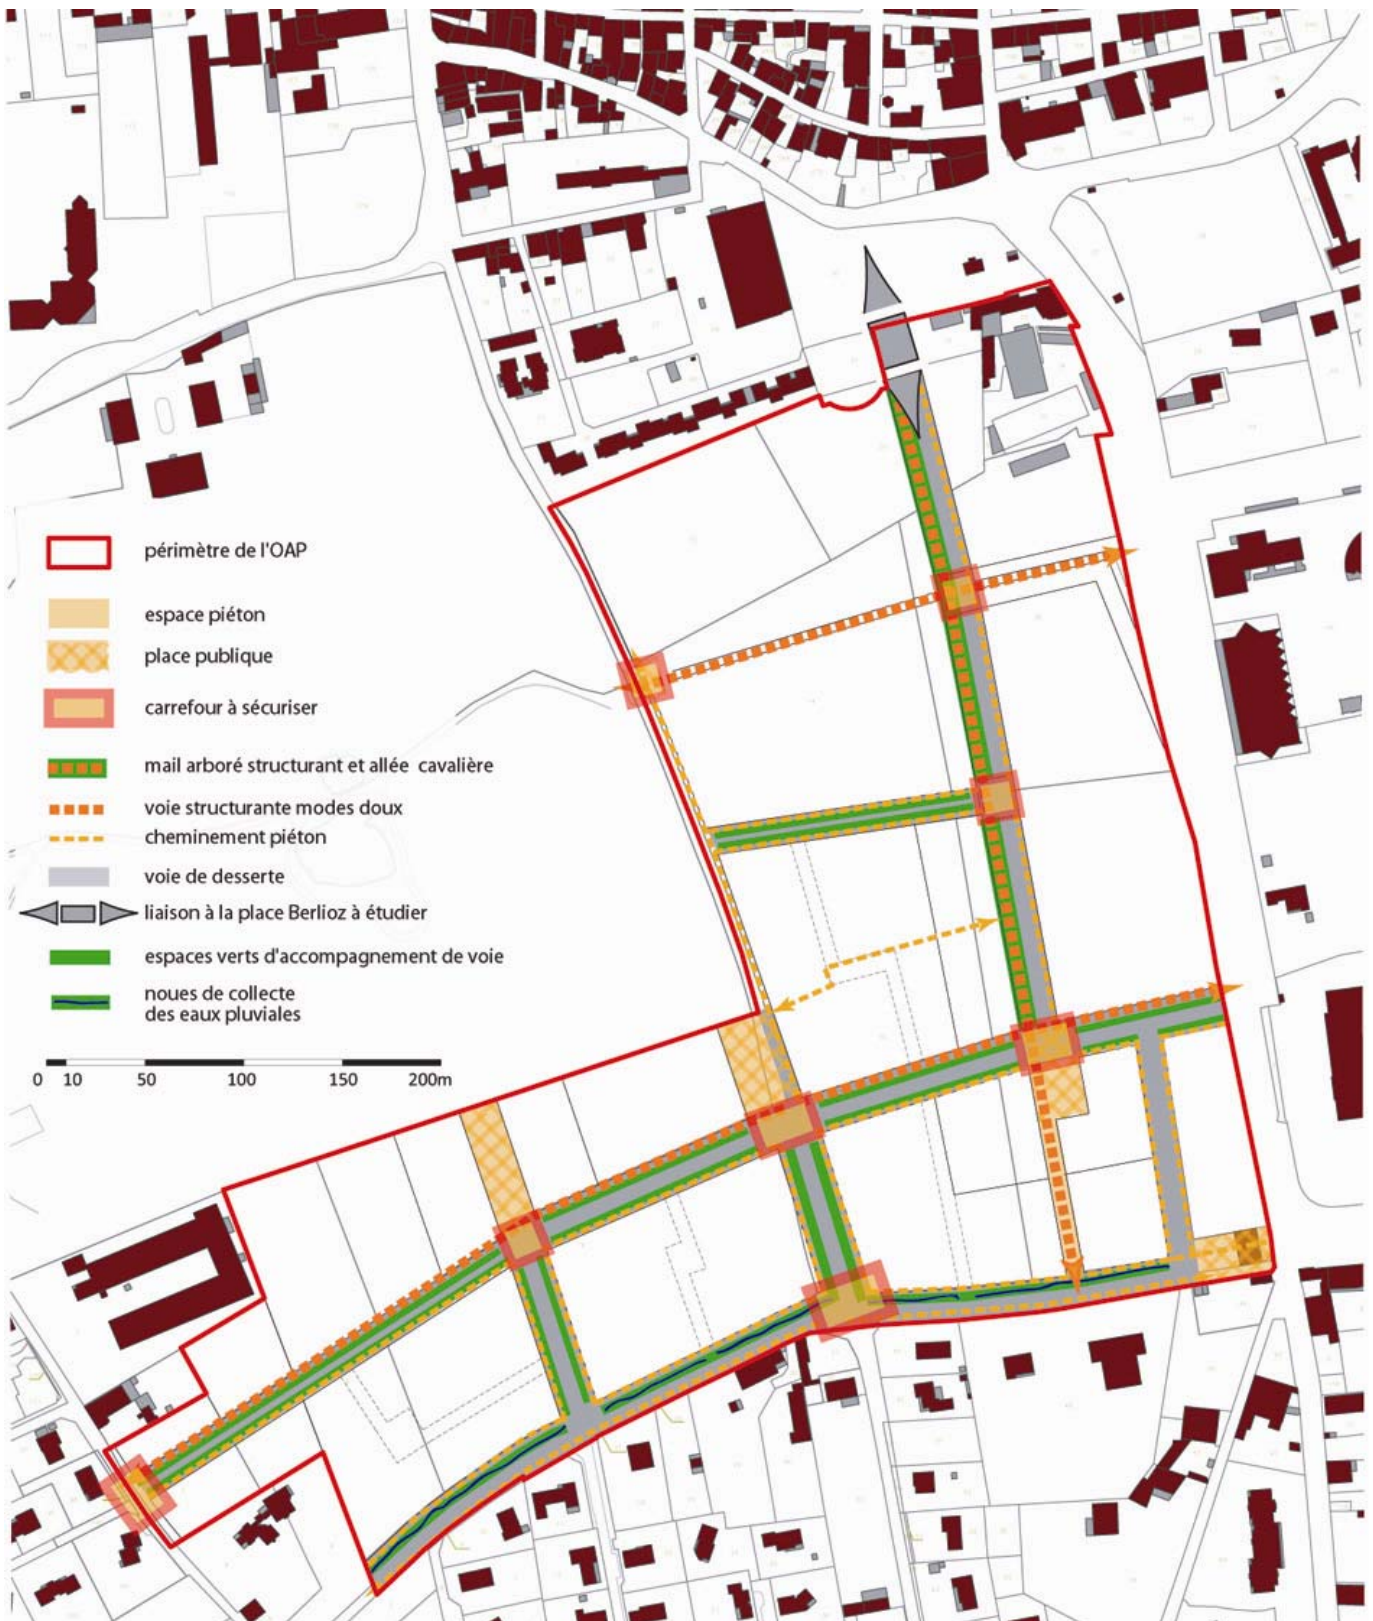 périmètre de l'OAP
espace piéton
place publique
carrefour à sécuriser
mail arboré structurant et allée cavalière
voie structurante modes doux
cheminement piéton
voie de desserte
liaison à la place Berlioz à étudier
espaces verts d'accompagnement de voie
noues de collecte
des eaux pluviales
0 10 50 100 150 200m